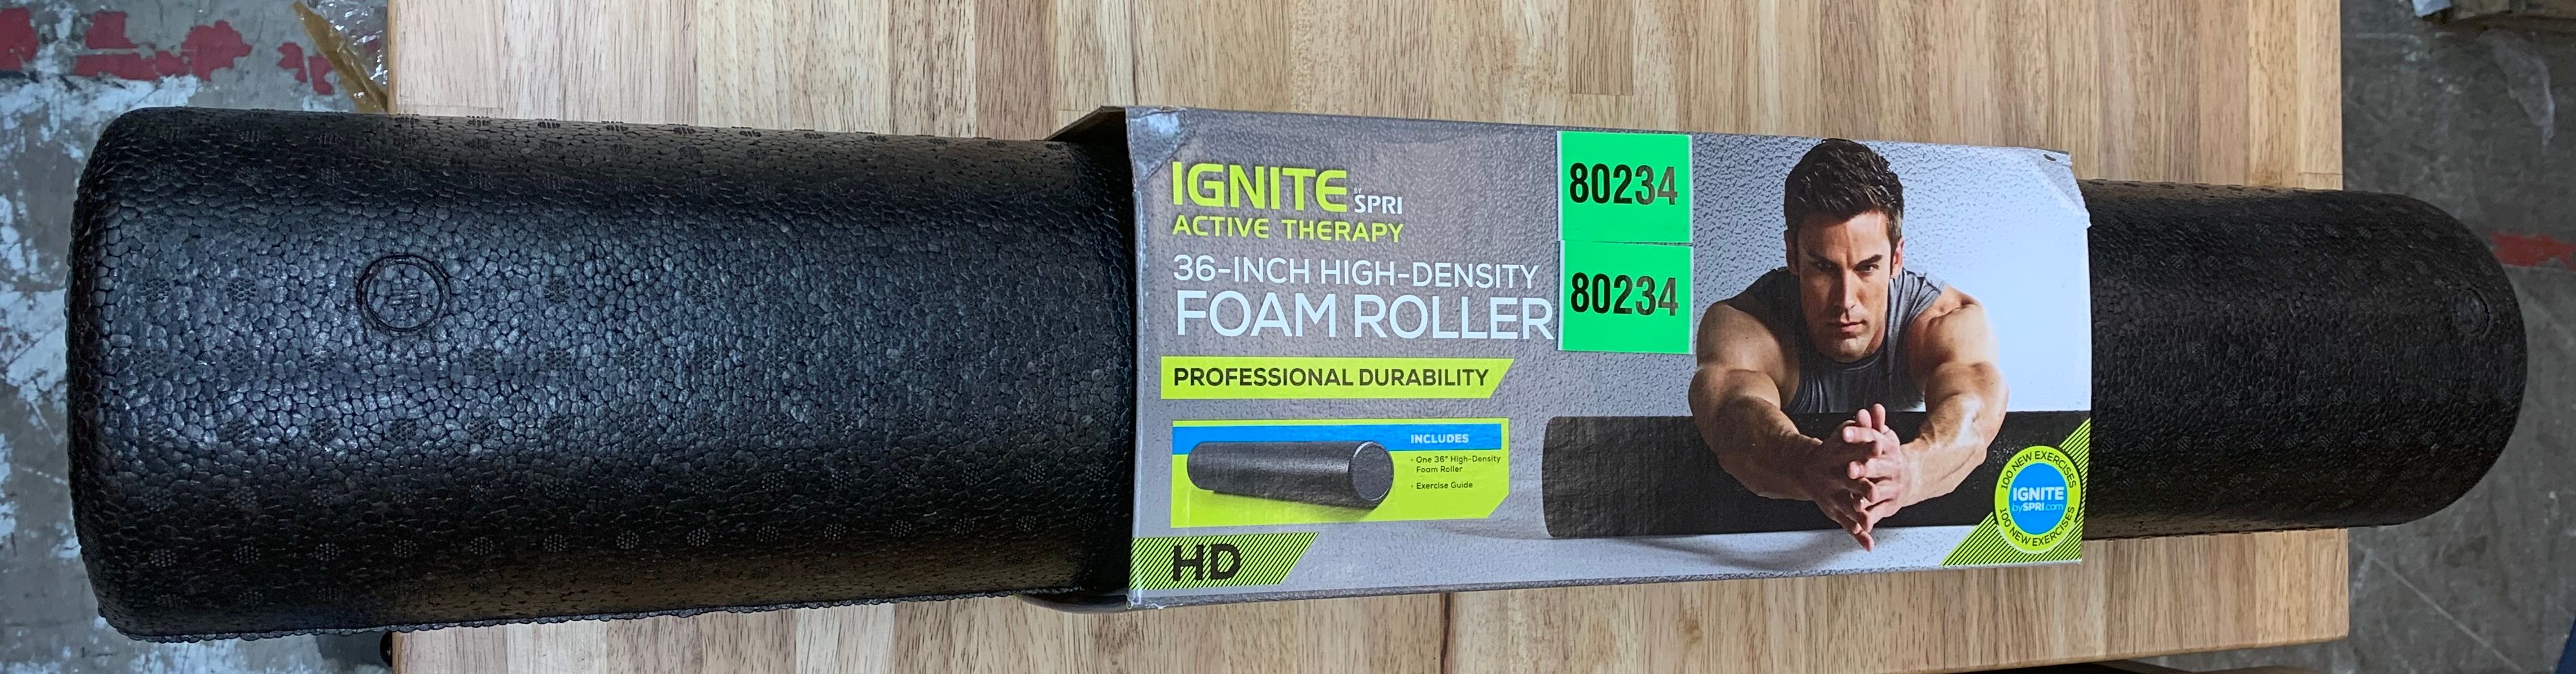 IGNITE BY SPRI
ACTIVE THERAPY
36-INCH HIGH-DENSITY
FOAM ROLLER
PROFESSIONAL DURABILITY
INCLUDES
· One 36" High-Density
Foam Roller
· Exercise Guide
HD
80234
80234
100 NEW EXERCISES
IGNITE
bySPRI.com
100 NEW EXERCISES